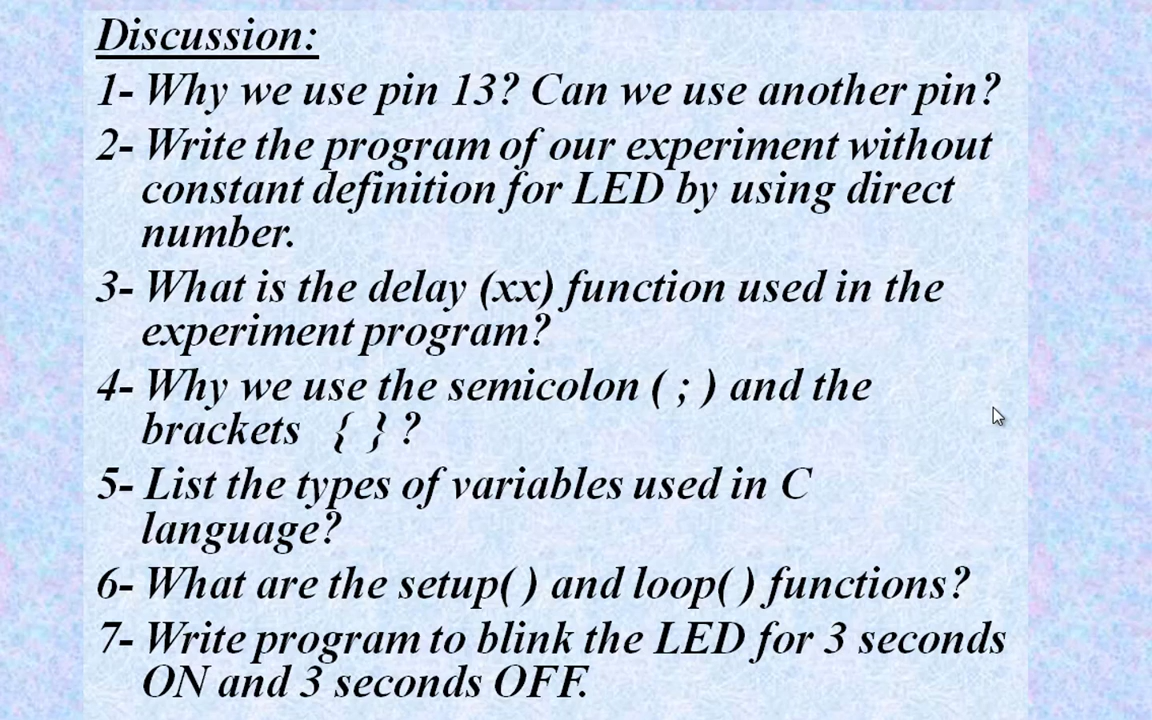 Discussion:
1- Why we use pin 13? Can we use another pin?
2- Write the program of our experiment without
constant definition for LED by using direct
number.
3- What is the delay (xx) function used in the
experiment program?
4- Why we use the semicolon ( ; ) and the
brackets { } ?
5- List the types of variables used in C
language?
6- What are the setup( ) and loop( ) functions?
7- Write program to blink the LED for 3 seconds
ON and 3 seconds OFF.